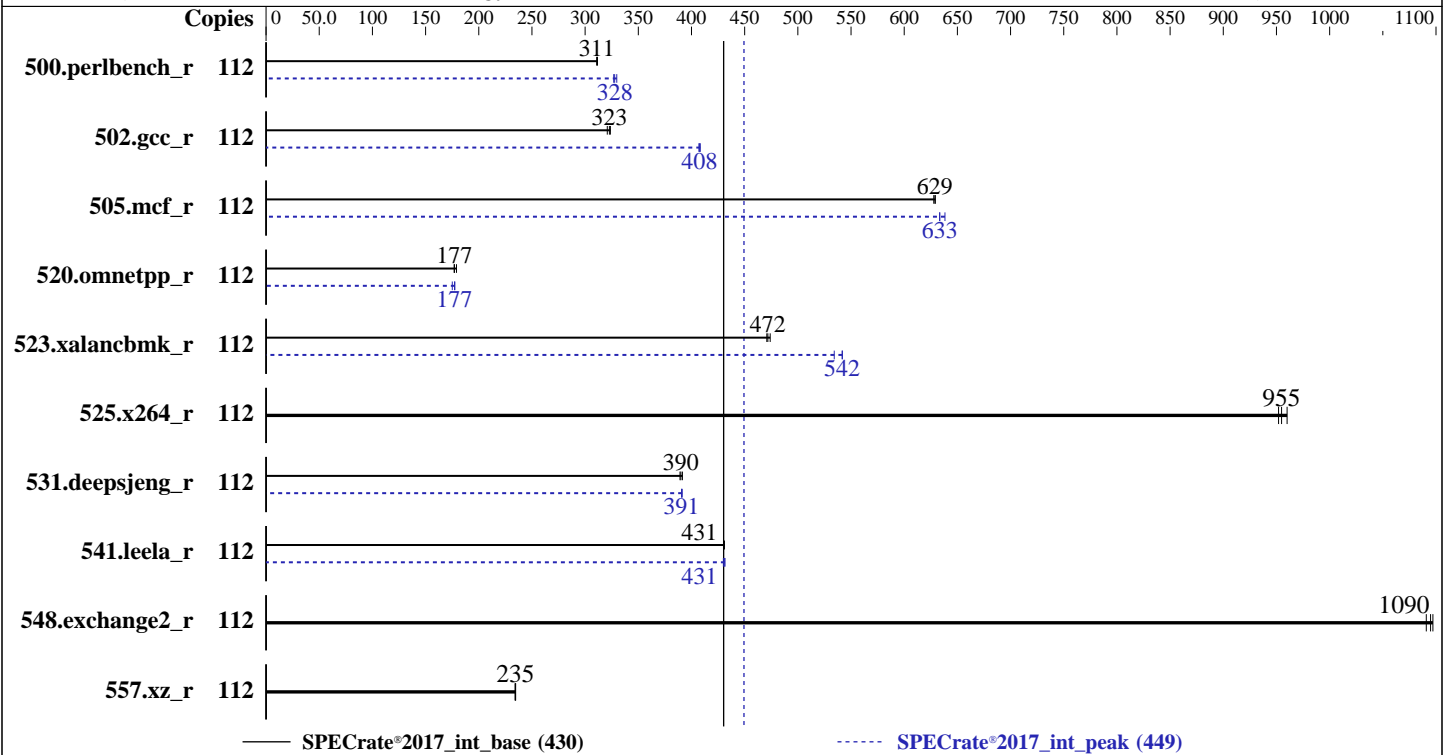 Copies 0 50.0 100 150 200 250 300 350 400 450 500 550 600 650 700 750 800 850 900 950 1000 1100
311
500.perlbench_r 112
328
323
502.gcc_r 112
408
629
505.mcf_r 112
633
177
520.omnetpp_r 112
177
472
523.xalancbmk_r 112
542
955
525.x264_r 112
390
531.deepsjeng_r 112
391
431
541.leela_r 112
431
1090
548.exchange2_r 112
235
557.xz_r 112
SPECrate®2017_int_base (430) SPECrate®2017_int_peak (449)